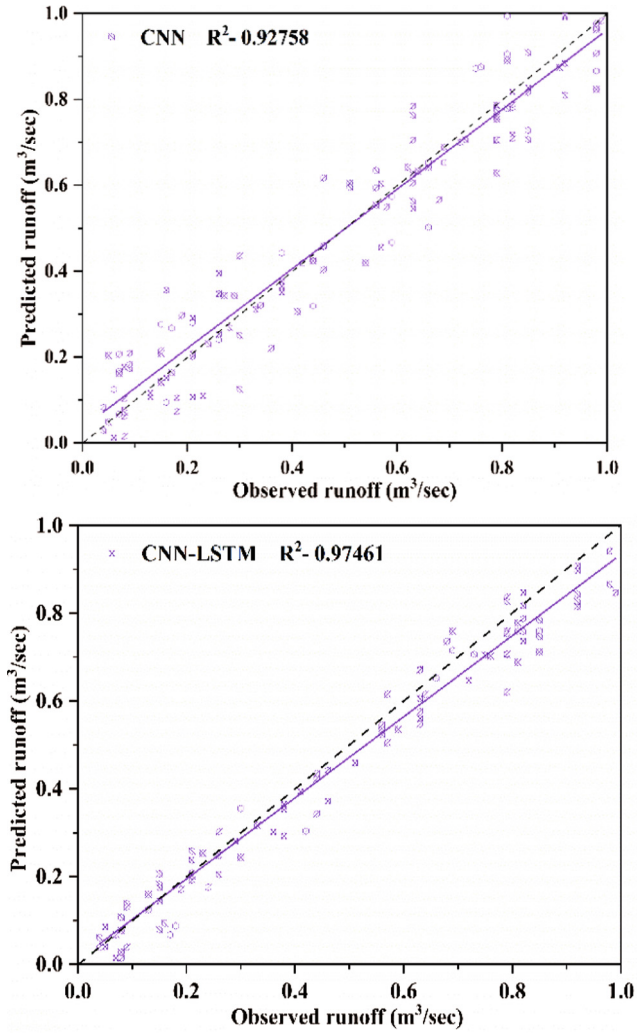 CNN R²- 0.92758
1.0
0.8
0.6
0.4
0.2
0.0
Predicted runoff (m³/sec)
0.0 0.2 0.4 0.6 0.8 1.0
Observed runoff (m³/sec)
CNN-LSTM R²- 0.97461
1.0
0.8
0.6
0.4
0.2
0.0
Predicted runoff (m³/sec)
0.0 0.2 0.4 0.6 0.8 1.0
Observed runoff (m³/sec)